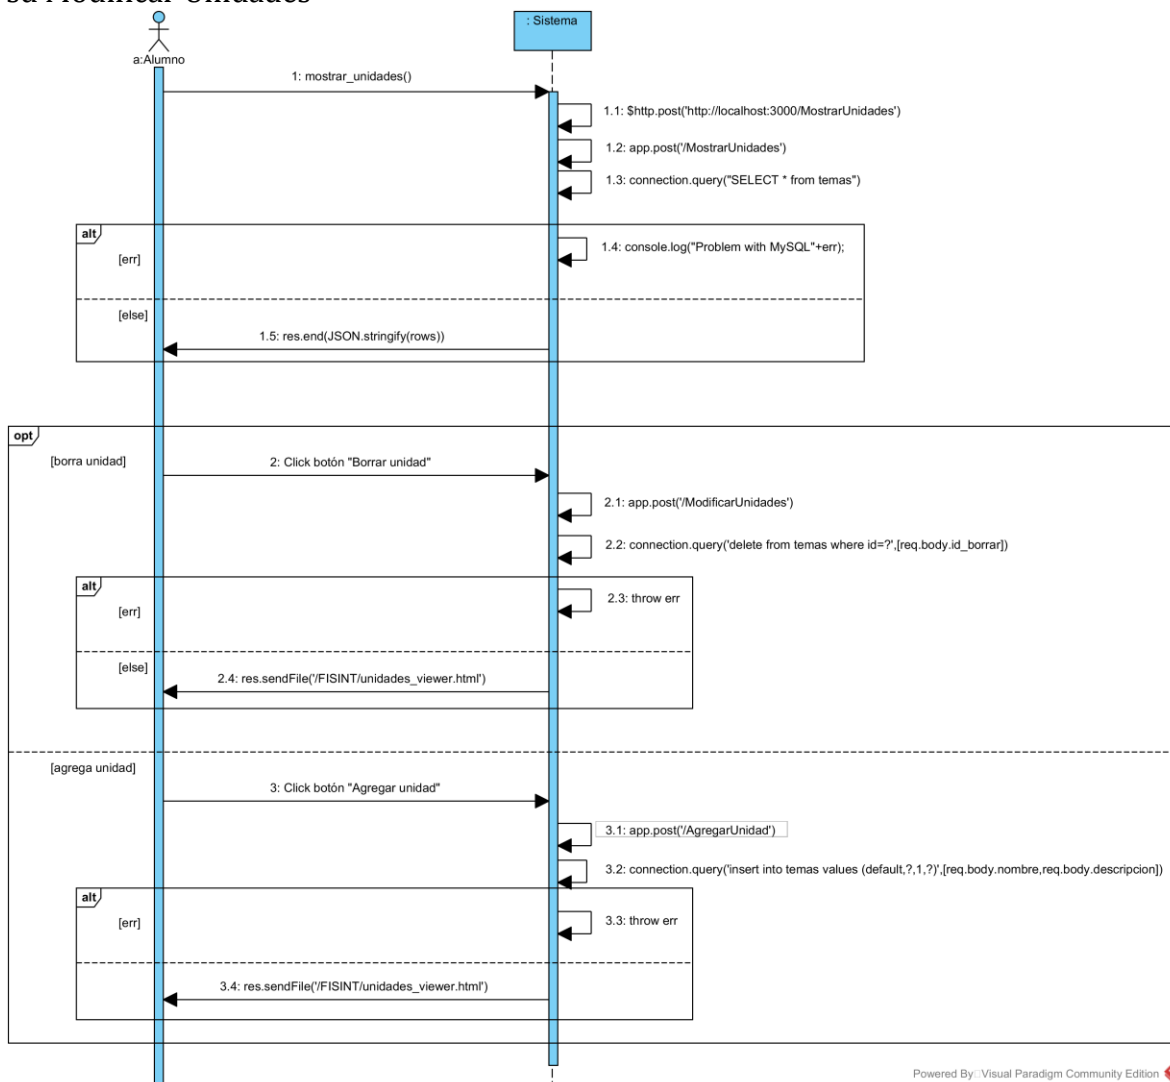 sd Modificar Unidades
: Sistema
a:Alumno
1: mostrar_unidades()
1.1: $http.post('http://localhost:3000/MostrarUnidades')
1.2: app.post('/MostrarUnidades')
1.3: connection.query("SELECT * from temas")
alt
[err]
1.4: console.log("Problem with MySQL"+err);
[else]
1.5: res.end(JSON.stringify(rows))
opt
[borra unidad]
2: Click botón "Borrar unidad"
2.1: app.post('/ModificarUnidades')
2.2: connection.query('delete from temas where id=?',[req.body.id_borrar])
alt
[err]
2.3: throw err
[else]
2.4: res.sendFile('/FISINT/unidades_viewer.html')
[agrega unidad]
3: Click botón "Agregar unidad"
3.1: app.post('/AgregarUnidad')
3.2: connection.query('insert into temas values (default,?,1,?)',[req.body.nombre,req.body.descripcion])
alt
[err]
3.3: throw err
3.4: res.sendFile('/FISINT/unidades_viewer.html')
Powered By Visual Paradigm Community Edition